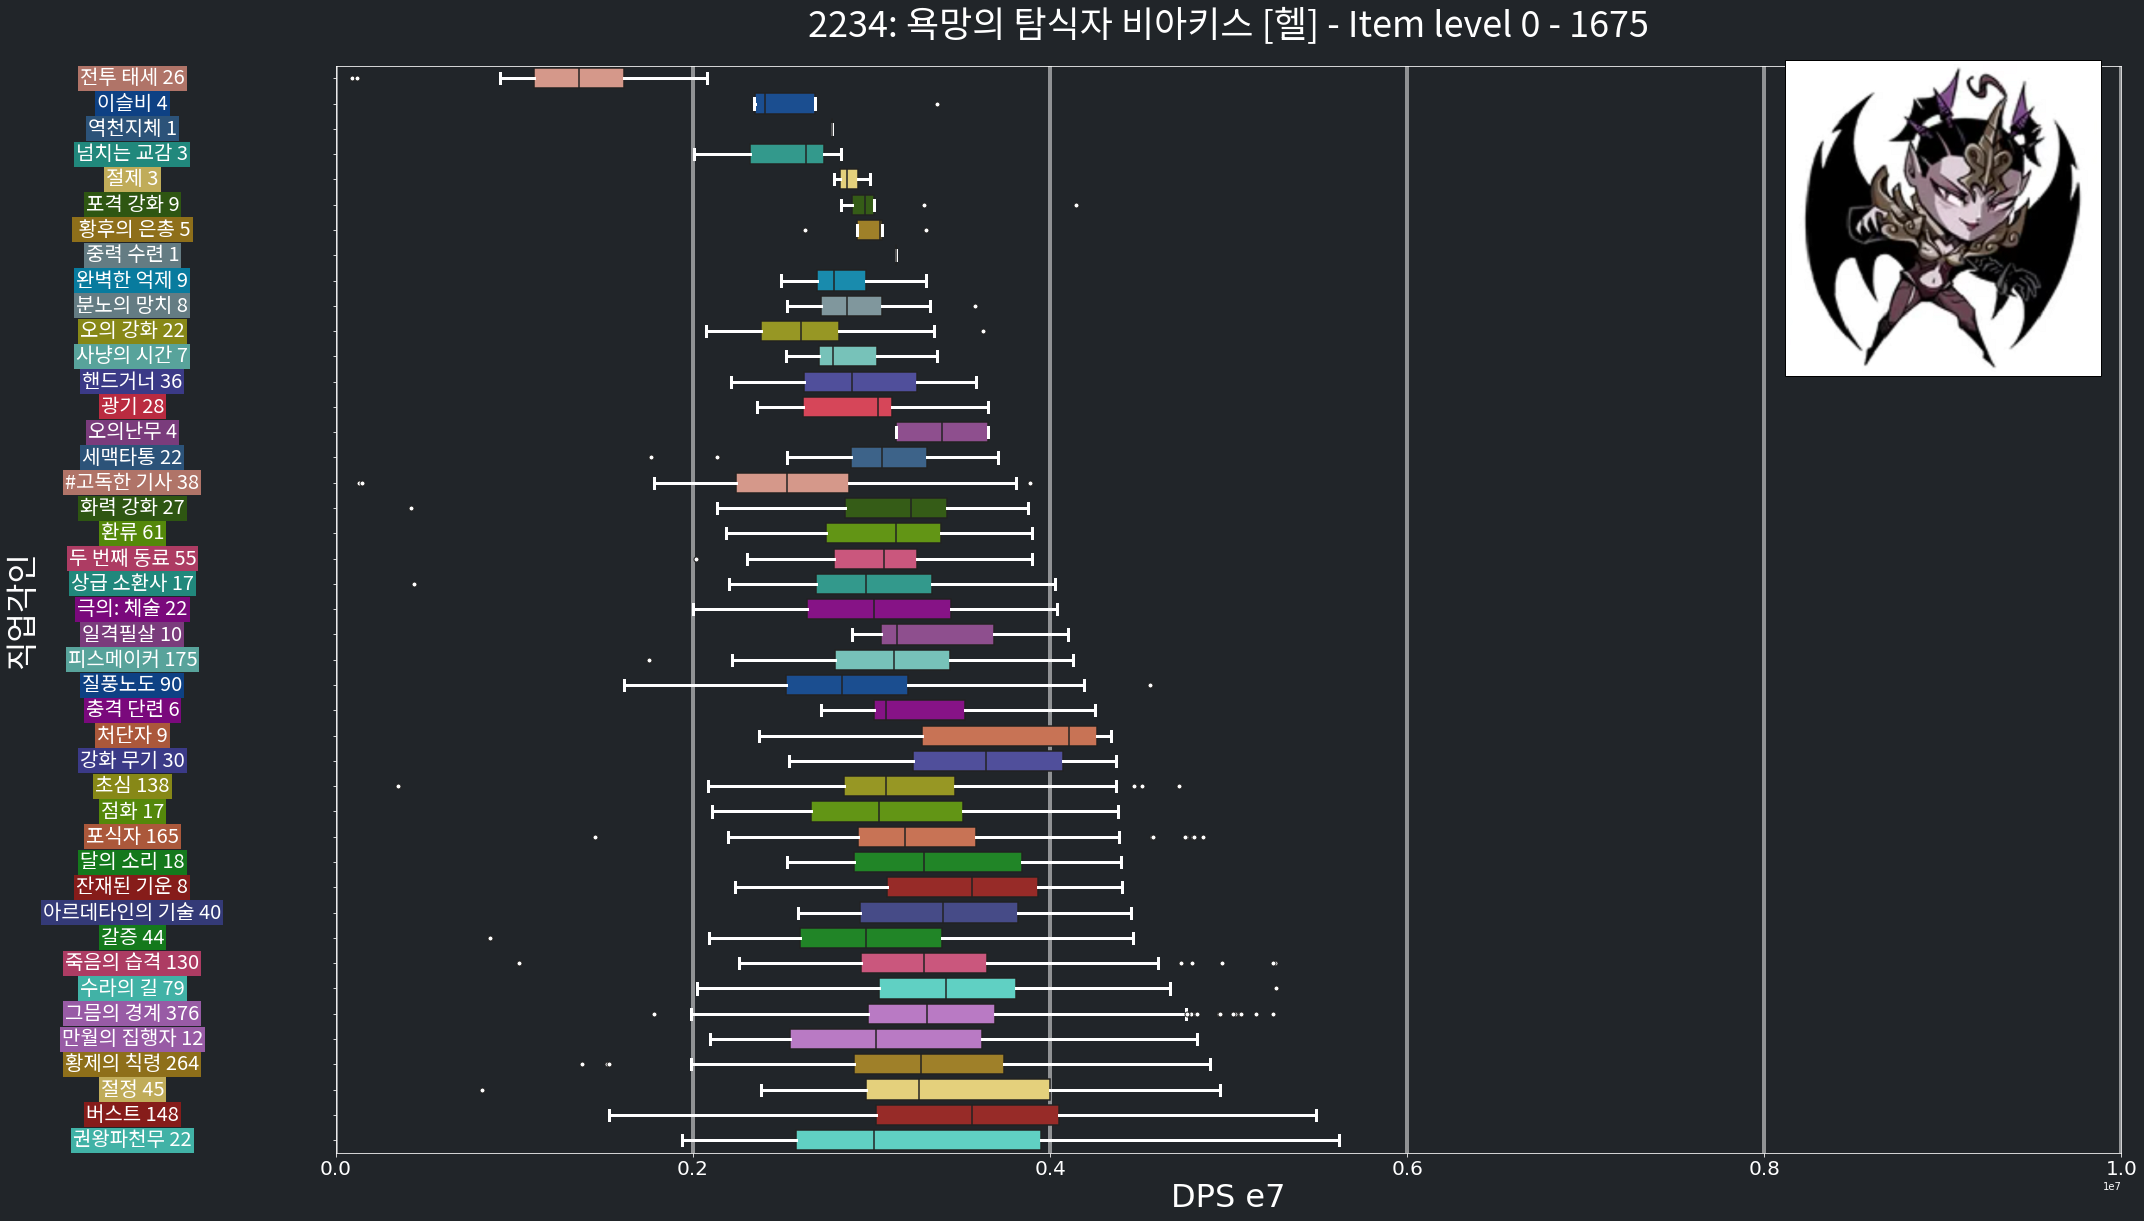 2234: 욕망의 탐식자 비아키스 [헬] - Item level 0 - 1675
전투 태세 26
이슬비 4
역천지체 1
넘치는 교감 3
절제 3
포격 강화 9
황후의 은총 5
중력 수련 1
완벽한 억제 9
분노의 망치 8
오의 강화 22
사냥의 시간 7
핸드거너 36
광기 28
오의난무 4
세맥타통 22
#고독한 기사 38
화력 강화 27
환류 61
두 번째 동료 55
상급 소환사 17
극의: 체술 22
일격필살 10
피스메이커 175
질풍노도 90
충격 단련 6
처단자 9
강화 무기 30
초심 138
점화 17
포식자 165
달의 소리 18
잔재된 기운 8
아르데타인의 기술 40
갈증 44
죽음의 습격 130
수라의 길 79
그믐의 경계 376
만월의 집행자 12
황제의 칙령 264
절정 45
버스트 148
권왕파천무 22
직업각인
0.0 0.2 0.4 0.6 0.8 1.0
1e7
DPS e7